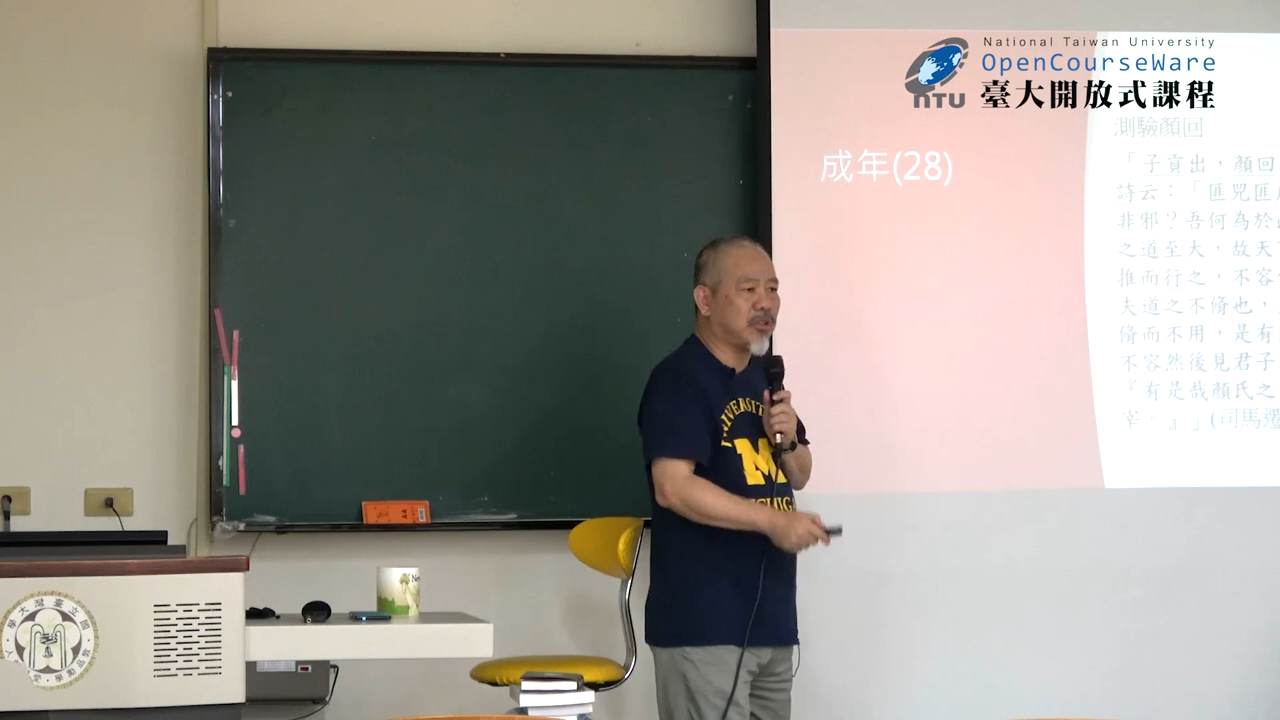 National Taiwan University
OpenCourseWare
NTU
臺大開放式課程
測驗顏回
成年(28)
「子貢出，顏回
詩云：「匪兕匪
非邪？吾何為於
之道至大，故天
推而行之，不容
夫道之不脩也，
脩而不用，是有
不容然後見君子
『有是哉顏氏之
宰。』」(司馬遷
M